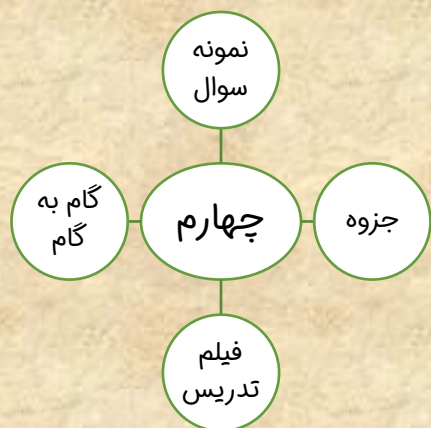 نمونه
سوال
چهارم
جزوه
گام به
گام
فیلم
تدریس